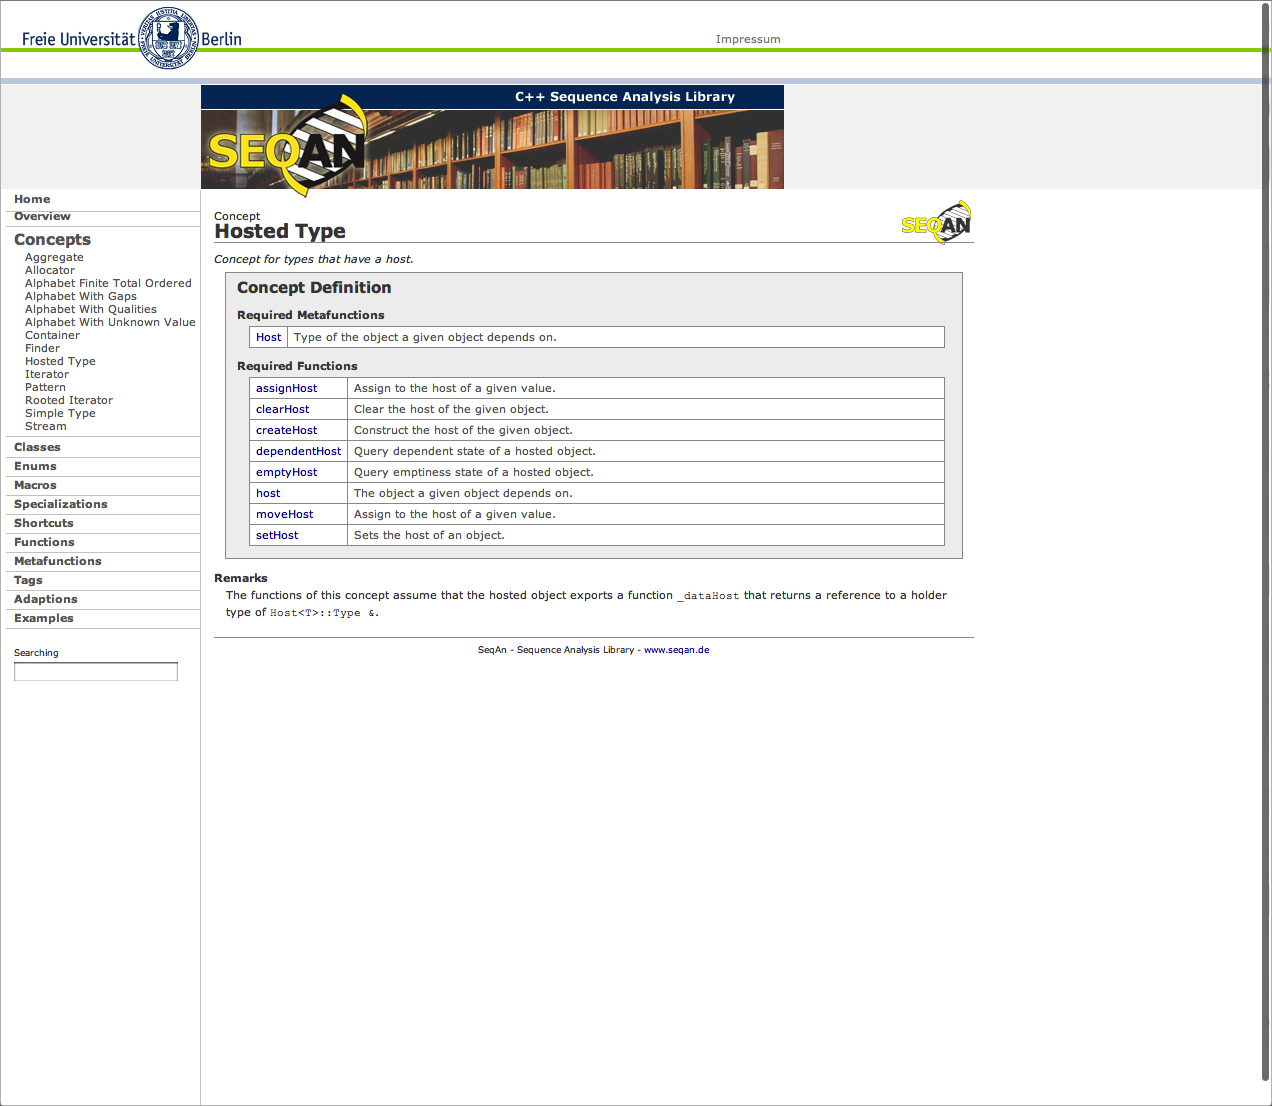 Freie Universität Berlin
Impressum
C++ Sequence Analysis Library
SEQAN
Home
Overview
Concepts
Aggregate
Allocator
Alphabet Finite Total Ordered
Alphabet With Gaps
Alphabet With Qualities
Alphabet With Unknown Value
Container
Finder
Hosted Type
Iterator
Pattern
Rooted Iterator
Simple Type
Stream
Classes
Enums
Macros
Specializations
Shortcuts
Functions
Metafunctions
Tags
Adaptions
Examples
Searching
Concept
Hosted Type
SEQAN
Concept for types that have a host.
Concept Definition
Required Metafunctions
Host Type of the object a given object depends on.
Required Functions
assignHost Assign to the host of a given value.
clearHost Clear the host of the given object.
createHost Construct the host of the given object.
dependentHost Query dependent state of a hosted object.
emptyHost Query emptiness state of a hosted object.
host The object a given object depends on.
moveHost Assign to the host of a given value.
setHost Sets the host of an object.
Remarks
The functions of this concept assume that the hosted object exports a function _dataHost that returns a reference to a holder
type of Host<T>::Type &.
SeqAn - Sequence Analysis Library - www.seqan.de